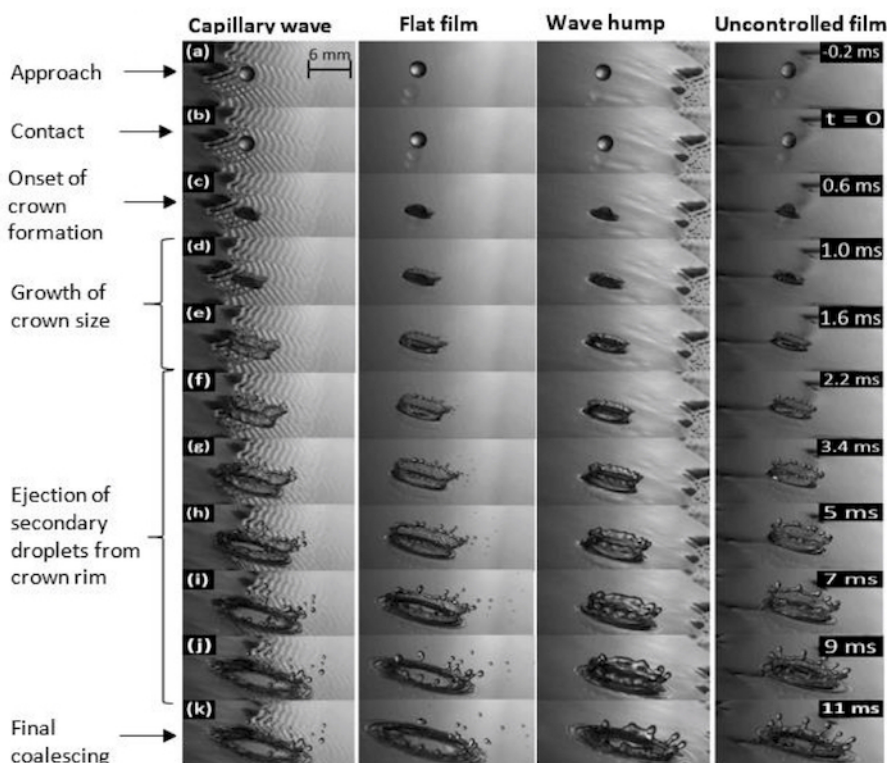 Capillary wave Flat film Wave hump Uncontrolled film
Approach (a) 6 mm -0.2 ms
Contact (b) t = 0
Onset of
crown
formation
(c) 0.6 ms
(d) 1.0 ms
Growth of
crown size
(e) 1.6 ms
(f) 2.2 ms
(g) 3.4 ms
Ejection of
secondary
droplets from
crown rim
(h) 5 ms
(i) 7 ms
(j) 9 ms
(k) 11 ms
Final
coalescing